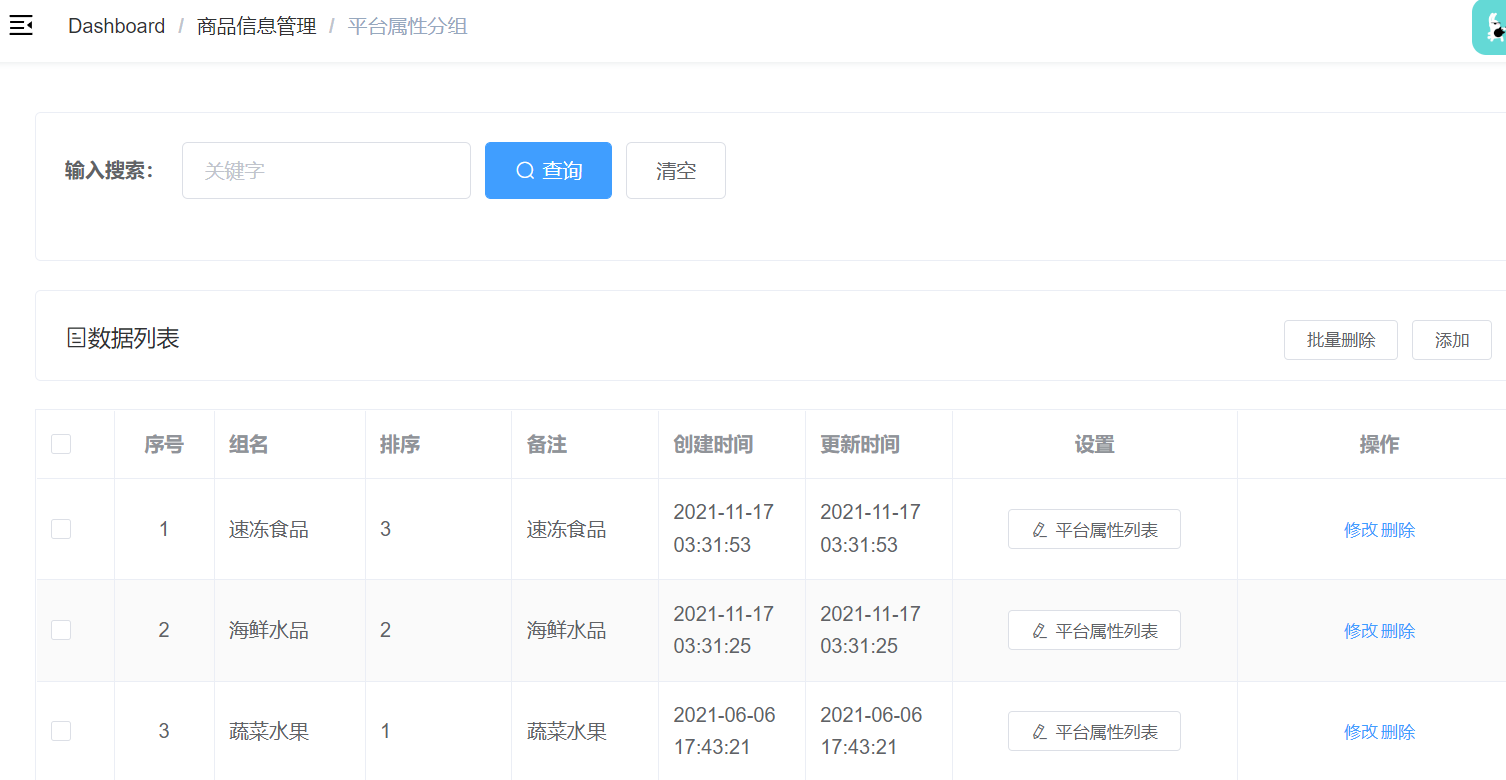 Dashboard / 商品信息管理 / 平台属性分组
输入搜索： 关键字 查询 清空
数据列表 批量删除 添加
序号 组名 排序 备注 创建时间 更新时间 设置 操作
1 速冻食品 3 速冻食品 2021-11-17 03:31:53 2021-11-17 03:31:53 平台属性列表 修改 删除
2 海鲜水品 2 海鲜水品 2021-11-17 03:31:25 2021-11-17 03:31:25 平台属性列表 修改 删除
3 蔬菜水果 1 蔬菜水果 2021-06-06 17:43:21 2021-06-06 17:43:21 平台属性列表 修改 删除